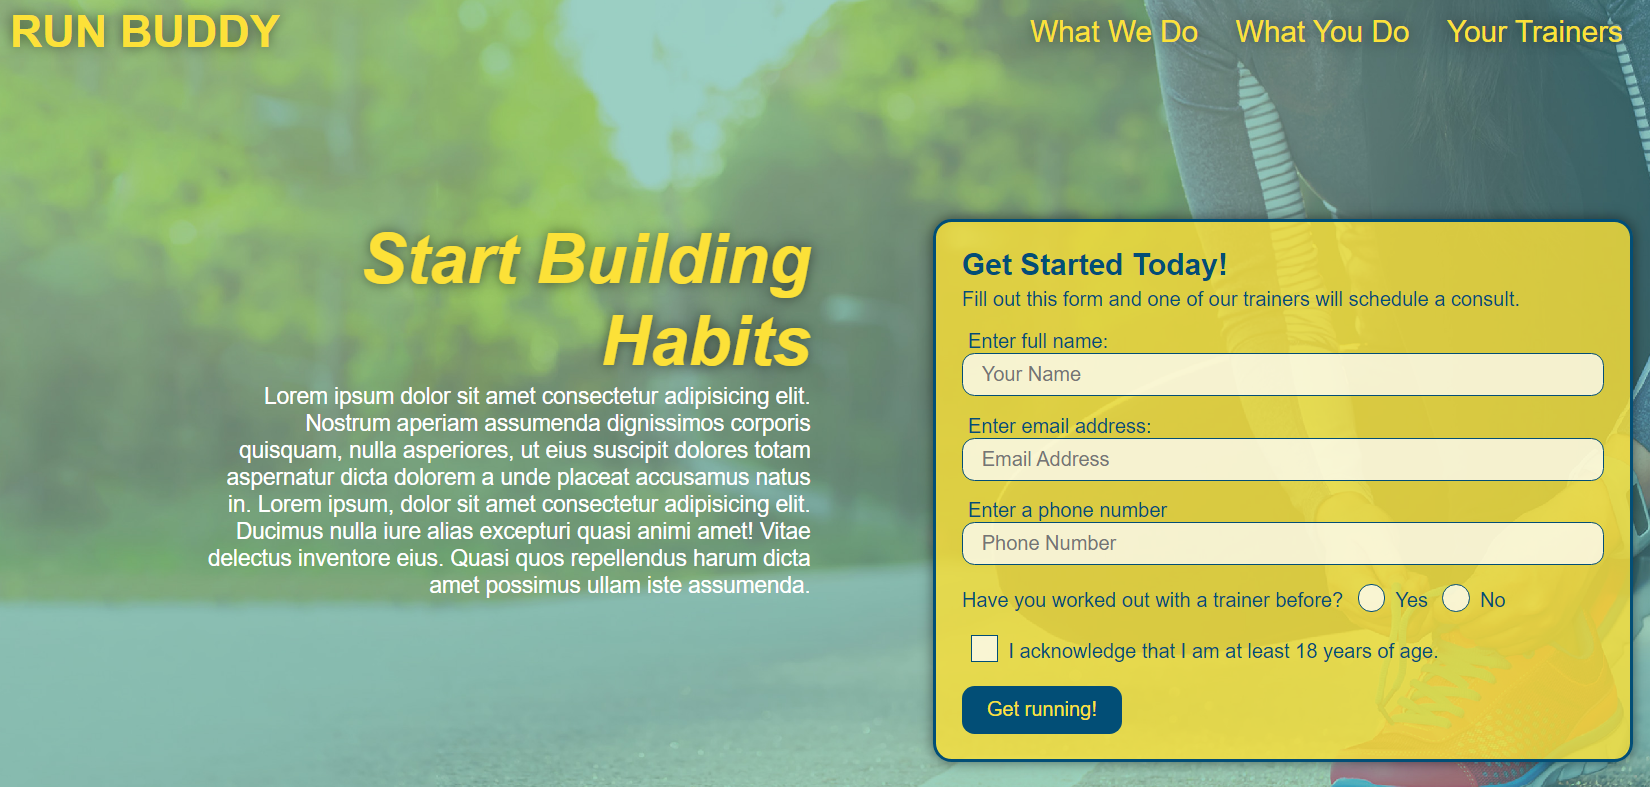 RUN BUDDY
What We Do What You Do Your Trainers
Start Building
Habits
Lorem ipsum dolor sit amet consectetur adipisicing elit.
Nostrum aperiam assumenda dignissimos corporis
quisquam, nulla asperiores, ut eius suscipit dolores totam
aspernatur dicta dolorem a unde placeat accusamus natus
in. Lorem ipsum, dolor sit amet consectetur adipisicing elit.
Ducimus nulla iure alias excepturi quasi animi amet! Vitae
delectus inventore eius. Quasi quos repellendus harum dicta
amet possimus ullam iste assumenda.
Get Started Today!
Fill out this form and one of our trainers will schedule a consult.
Enter full name:
Your Name
Enter email address:
Email Address
Enter a phone number
Phone Number
Have you worked out with a trainer before? Yes No
I acknowledge that I am at least 18 years of age.
Get running!